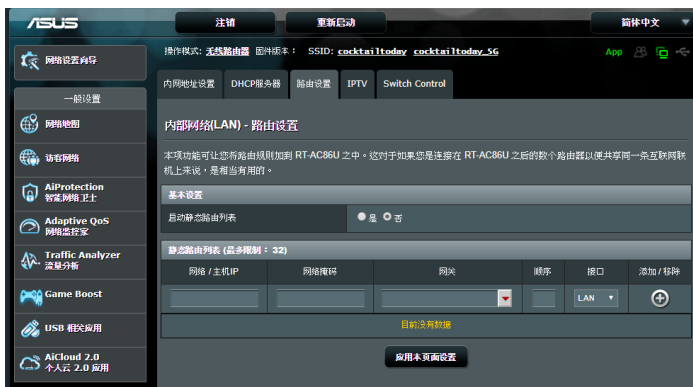 ASUS 注销 重新启动 简体中文
网络设置向导
操作模式: 无线路由器 固件版本: SSID: cocktailtoday cocktailtoday_5G App
内网地址设置 DHCP服务器 路由设置 IPTV Switch Control
一般设置
网络地图
访客网络
AiProtection
智能网络卫士
Adaptive QoS
网络监控家
Traffic Analyzer
流量分析
Game Boost
USB 相关应用
AiCloud 2.0
个人云 2.0 应用
内部网络(LAN) - 路由设置
本项功能可让您将路由规则加到 RT-AC86U 之中。这对于如果您是连接在 RT-AC86U 之后的数个路由器以便共享同一条互联网联
机上来说，是相当有用的。
基本设置
启动静态路由列表 是 否
静态路由列表 (最多限制 : 32)
网络 / 主机IP 网络掩码 网关 顺序 接口 添加 / 移除
LAN
目前没有数据
应用本页面设置